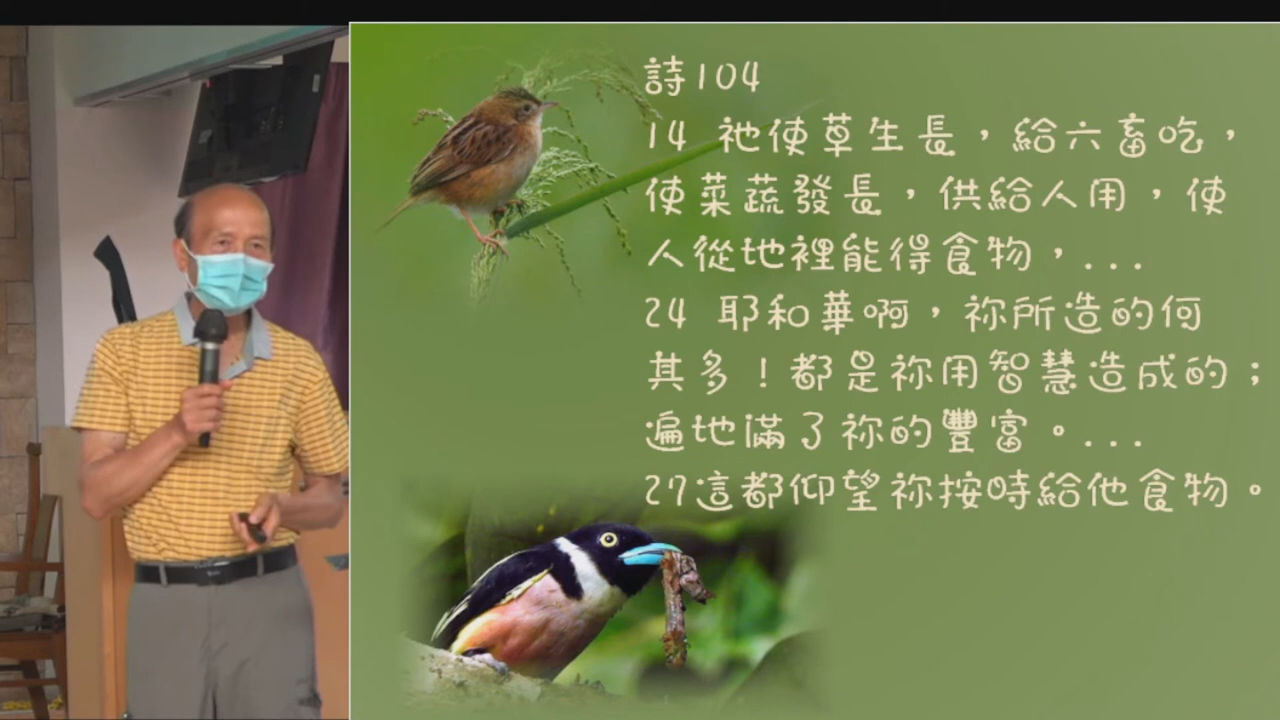 詩104
14 祂使草生長，給六畜吃，
使菜蔬發長，供給人用，使
人從地裡能得食物，...
24 耶和華啊，祢所造的何
其多！都是祢用智慧造成的；
遍地滿了祢的豐富。...
27這都仰望祢按時給他食物。